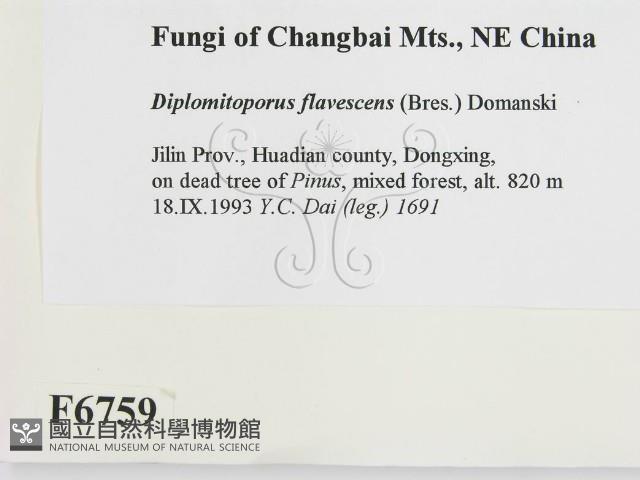 Fungi of Changbai Mts., NE China
Diplomitoporus flavescens (Bres.) Domanski
Jilin Prov., Huadian county, Dongxing,
on dead tree of Pinus, mixed forest, alt. 820 m
18.IX.1993 Y.C. Dai (leg.) 1691
F6759
國立自然科學博物館
NATIONAL MUSEUM OF NATURAL SCIENCE